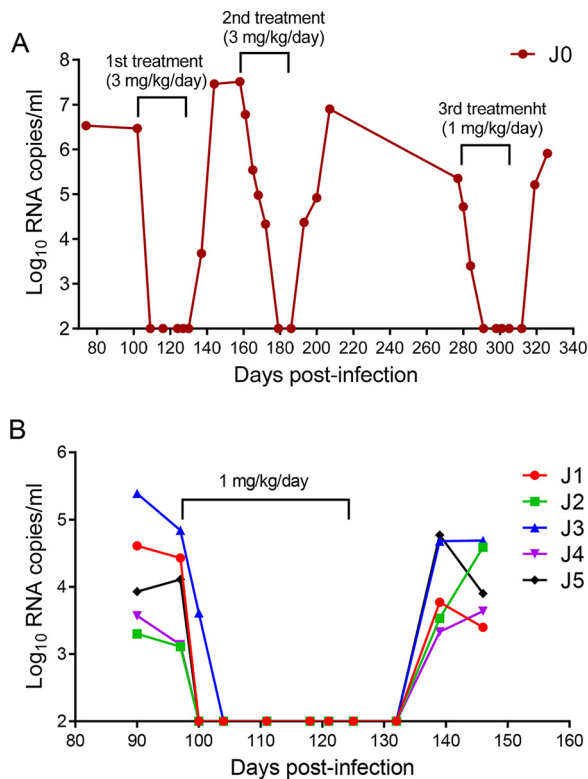 A
1st treatment
(3 mg/kg/day)
2nd treatment
(3 mg/kg/day)
3rd treatmenht
(1 mg/kg/day)
J0
Log10 RNA copies/ml
8
7
6
5
4
3
2
80 100 120 140 160 180 200 220 240 260 280 300 320 340
Days post-infection
B
1 mg/kg/day
J1
J2
J3
J4
J5
Log10 RNA copies/ml
6
5
4
3
2
80 90 100 110 120 130 140 150 160
Days post-infection